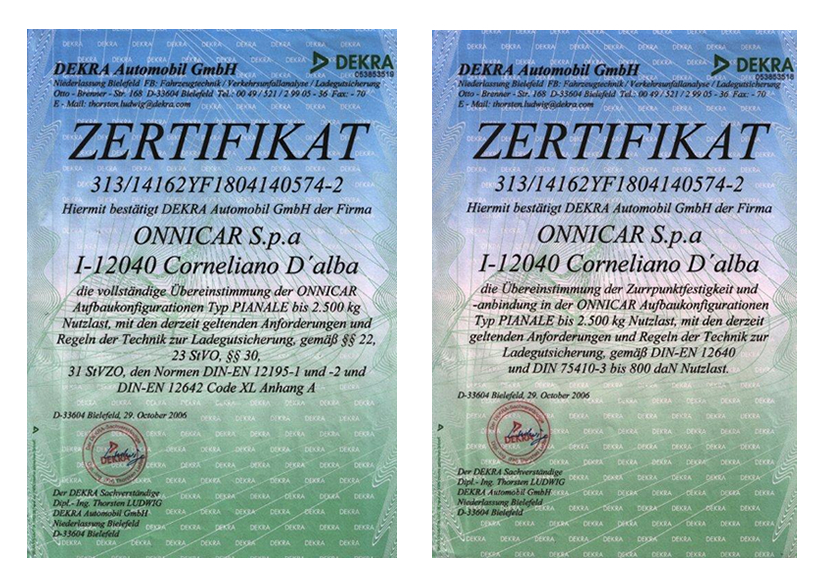 DEKRA Automobil GmbH
DEKRA
053853518
Niederlassung Bielefeld FB: Fahrzeugtechnik / Verkehrsunfallanalyse / Ladegutsicherung
Otto - Brenner - Str. 168 D-33604 Bielefeld Tel.: 00 49 / 521 / 2 99 05 - 36 Fax: - 70
E - Mail: thorsten.ludwig@dekra.com
ZERTIFIKAT
313/14162YF1804140574-2
Hiermit bestätigt DEKRA Automobil GmbH der Firma
ONNICAR S.p.a
I-12040 Corneliano D´alba
die vollständige Übereinstimmung der ONNICAR
Aufbaukonfigurationen Typ PIANALE bis 2.500 kg
Nutzlast, mit den derzeit geltenden Anforderungen und
Regeln der Technik zur Ladegutsicherung, gemäß §§ 22,
23 StVO, §§ 30,
31 StVZO, den Normen DIN-EN 12195-1 und -2 und
DIN-EN 12642 Code XL Anhang A
D-33604 Bielefeld, 29. October 2006
DEKRA
Der DEKRA Sachverständige
Dipl.- Ing. Thorsten LUDWIG
DEKRA Automobil GmbH
Niederlassung Bielefeld
D-33604 Bielefeld
DEKRA Automobil GmbH
DEKRA
053853519
Niederlassung Bielefeld FB: Fahrzeugtechnik / Verkehrsunfallanalyse / Ladegutsicherung
Otto - Brenner - Str. 168 D-33604 Bielefeld Tel.: 00 49 / 521 / 2 99 05 - 36 Fax: - 70
E - Mail: thorsten.ludwig@dekra.com
ZERTIFIKAT
313/14162YF1804140574-2
Hiermit bestätigt DEKRA Automobil GmbH der Firma
ONNICAR S.p.a
I-12040 Corneliano D´alba
die Übereinstimmung der Zurrpunktfestigkeit und
-anbindung in der ONNICAR Aufbaukonfigurationen
Typ PIANALE bis 2.500 kg Nutzlast, mit den derzeit
geltenden Anforderungen und Regeln der Technik zur
Ladegutsicherung, gemäß DIN-EN 12640
und DIN 75410-3 bis 800 daN Nutzlast.
D-33604 Bielefeld, 29. October 2006
DEKRA
Der DEKRA Sachverständige
Dipl.- Ing. Thorsten LUDWIG
DEKRA Automobil GmbH
Niederlassung Bielefeld
D-33604 Bielefeld